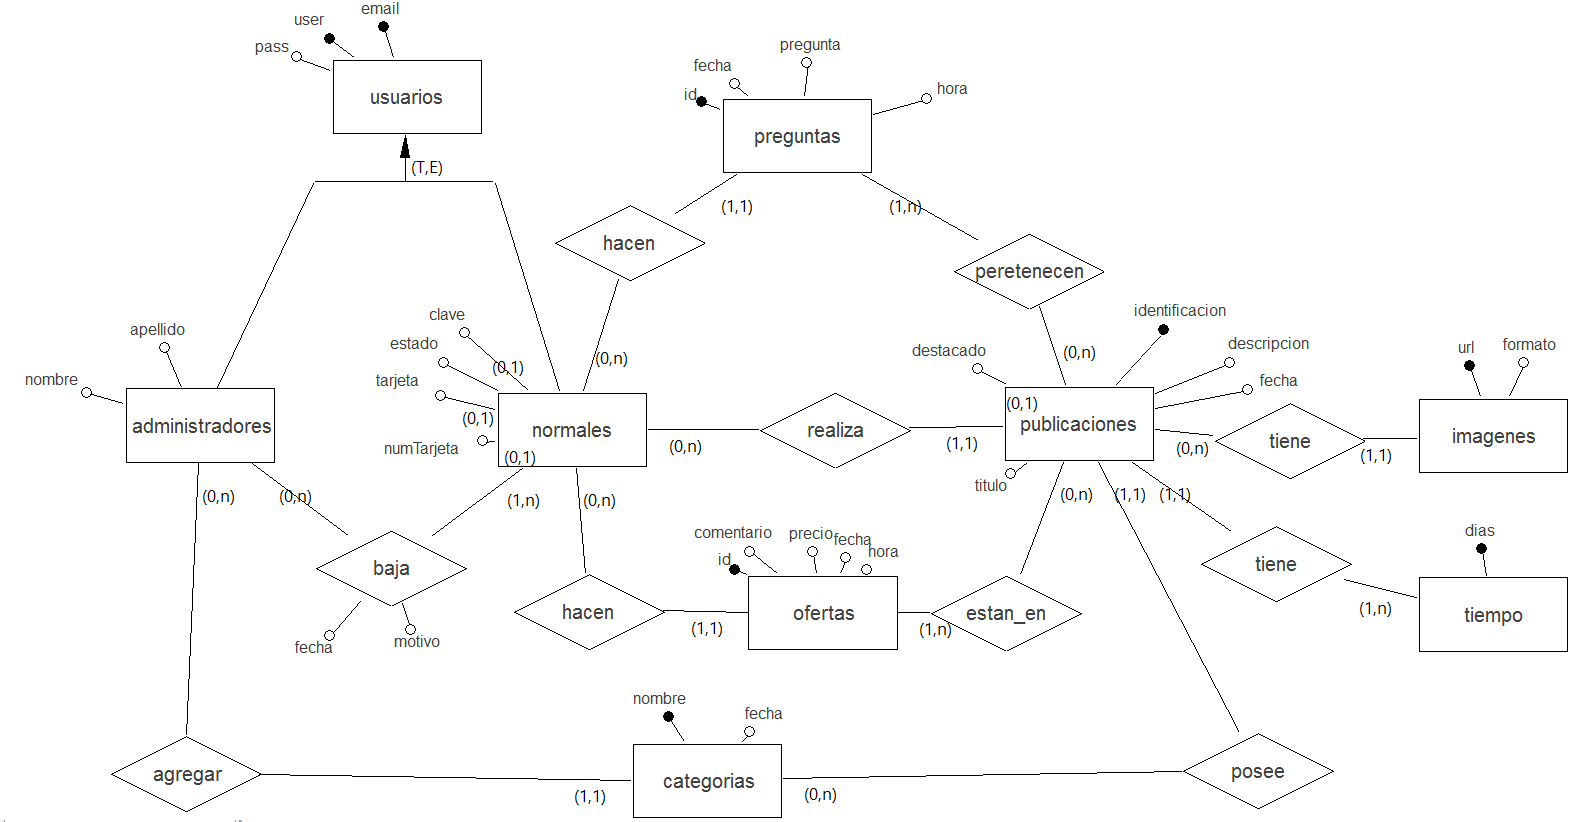 email
user
pass
usuarios
(T,E)
pregunta
fecha
hora
id
preguntas
(1,1)
(1,n)
hacen
peretenecen
(0,n)
(0,n)
apellido
nombre
administradores
clave
estado
(0,1)
tarjeta
(0,1)
numTarjeta
(0,1)
normales
(0,n)
realiza
(1,1)
identificacion
destacado
descripcion
fecha
(0,1)
publicaciones
titulo
(0,n)
tiene
(1,1)
url
formato
imagenes
(0,n)
(0,n)
(1,n)
(0,n)
(0,n)
(1,1)
(1,1)
baja
fecha
motivo
hacen
(1,1)
comentario
precio
fecha
hora
id
ofertas
(1,n)
estan_en
tiene
(1,n)
dias
tiempo
agregar
(1,1)
nombre
fecha
categorias
(0,n)
posee